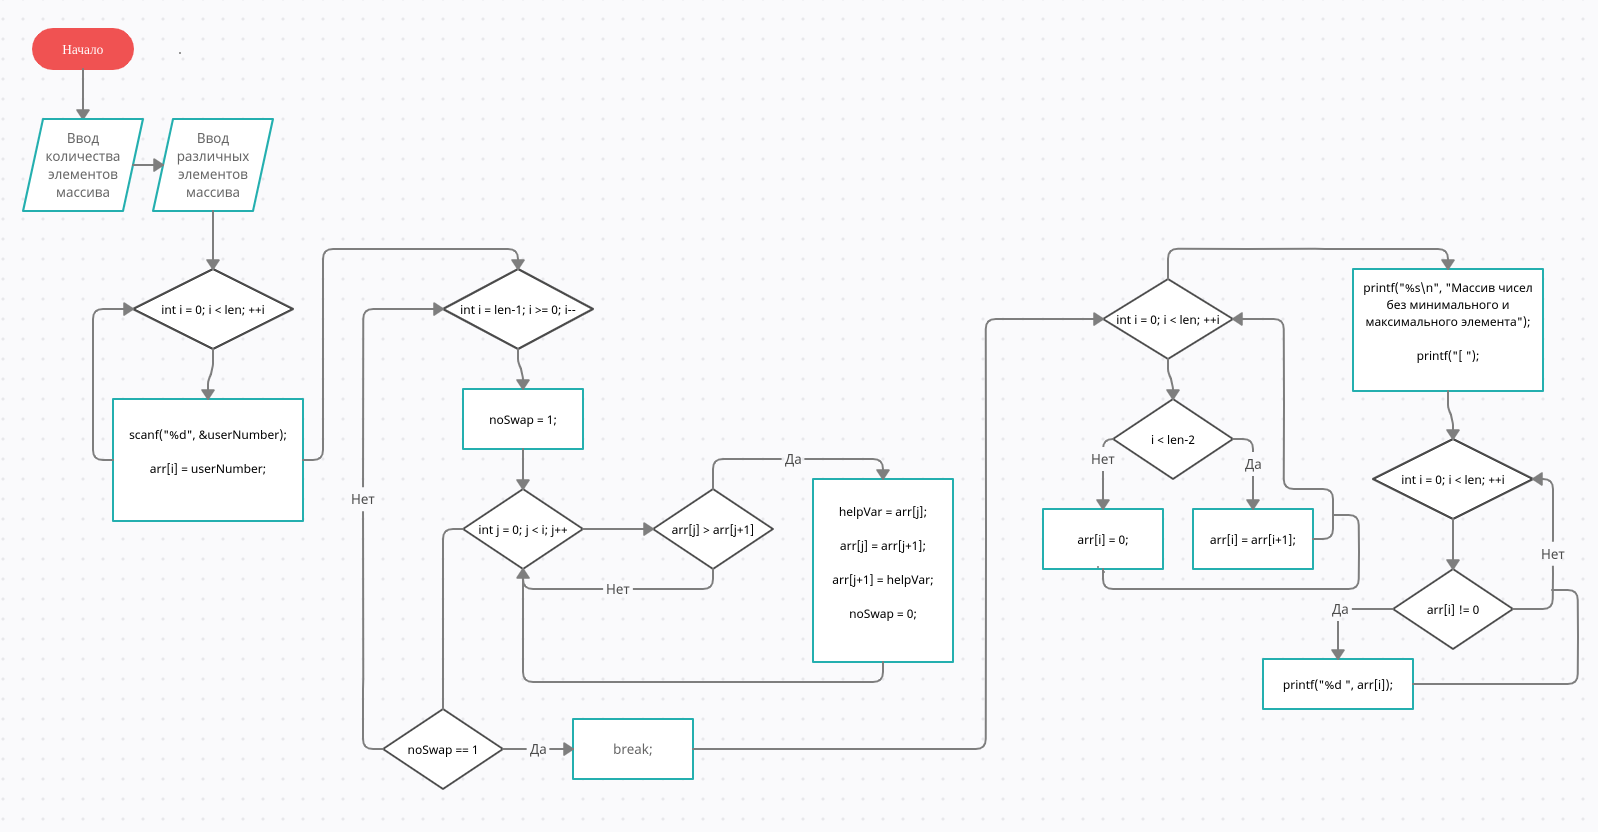 Начало
.
Ввод
количества
элементов
массива
Ввод
различных
элементов
массива
int i = 0; i < len; ++i
scanf("%d", &userNumber);
arr[i] = userNumber;
int i = len-1; i >= 0; i--
noSwap = 1;
Нет
int j = 0; j < i; j++
arr[j] > arr[j+1]
Да
Нет
helpVar = arr[j];
arr[j] = arr[j+1];
arr[j+1] = helpVar;
noSwap = 0;
noSwap == 1
Да
break;
int i = 0; i < len; ++i
i < len-2
Нет
Да
arr[i] = 0;
arr[i] = arr[i+1];
printf("%s\n", "Массив чисел
без минимального и
максимального элемента");
printf("[ ");
int i = 0; i < len; ++i
Нет
arr[i] != 0
Да
printf("%d ", arr[i]);